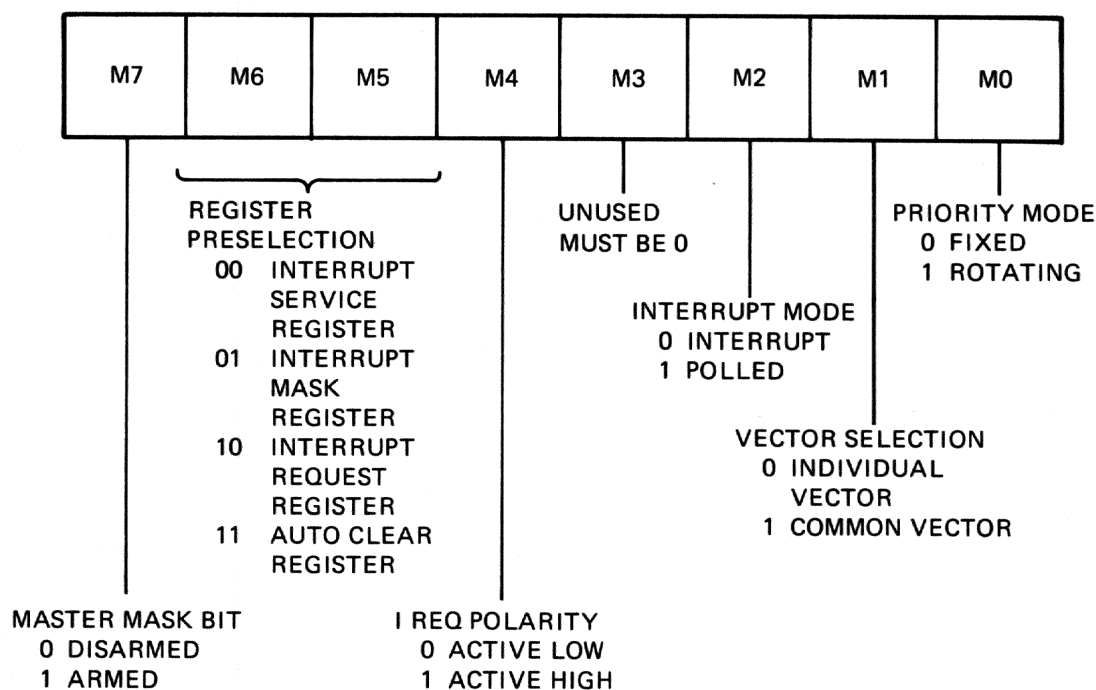 M7 M6 M5 M4 M3 M2 M1 M0
REGISTER
PRESELECTION
00 INTERRUPT
SERVICE
REGISTER
01 INTERRUPT
MASK
REGISTER
10 INTERRUPT
REQUEST
REGISTER
11 AUTO CLEAR
REGISTER
UNUSED
MUST BE 0
PRIORITY MODE
0 FIXED
1 ROTATING
INTERRUPT MODE
0 INTERRUPT
1 POLLED
VECTOR SELECTION
0 INDIVIDUAL
VECTOR
1 COMMON VECTOR
MASTER MASK BIT
0 DISARMED
1 ARMED
I REQ POLARITY
0 ACTIVE LOW
1 ACTIVE HIGH